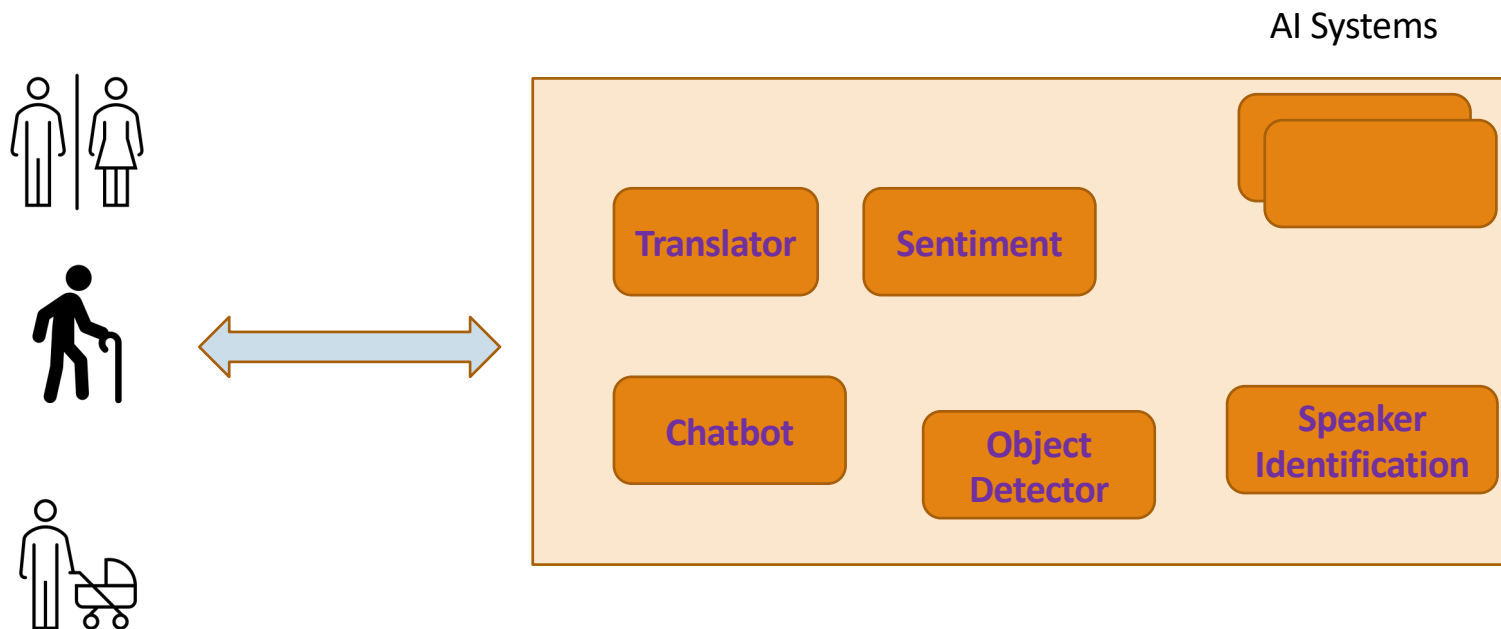 AI Systems
Translator
Sentiment
Chatbot
Object
Detector
Speaker
Identification